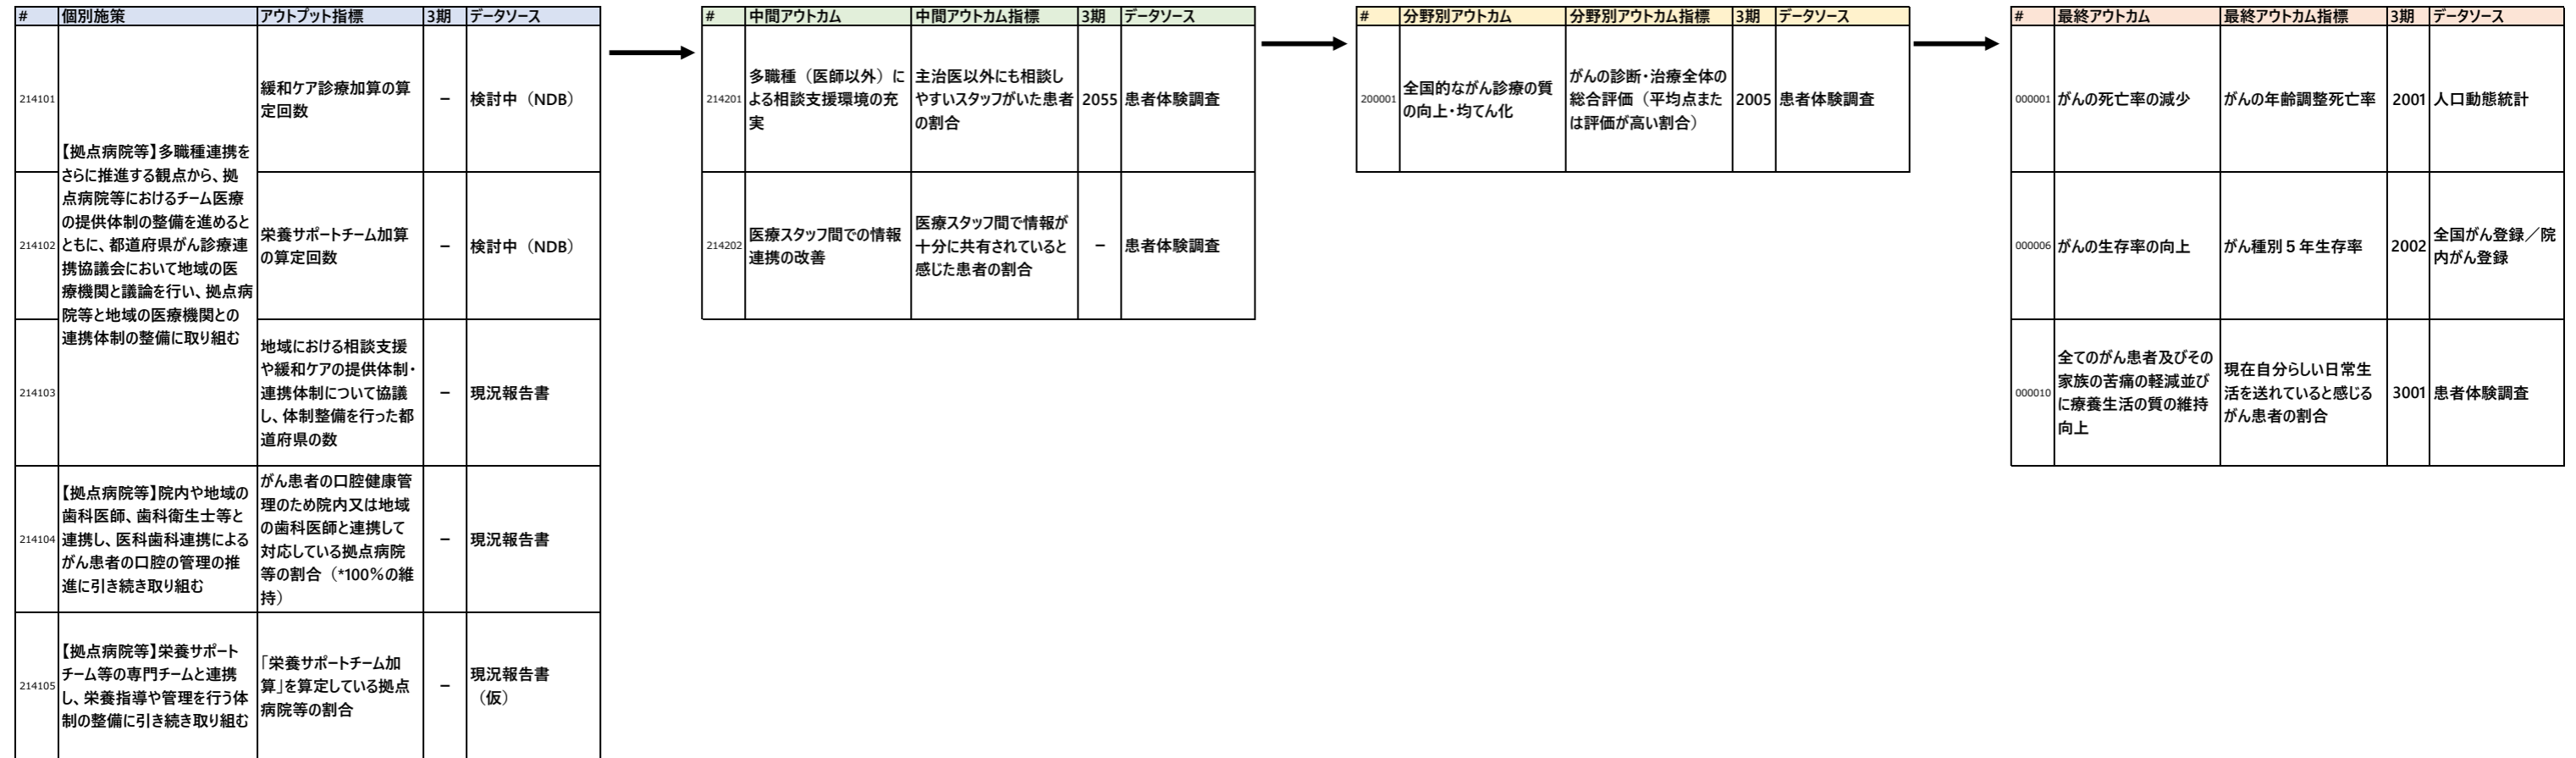 # 個別施策 アウトプット指標 3期 データソース
214101
【拠点病院等】多職種連携を
さらに推進する観点から、拠
点病院等におけるチーム医療
の提供体制の整備を進めると
ともに、都道府県がん診療連
携協議会において地域の医
療機関と議論を行い、拠点病
院等と地域の医療機関との
連携体制の整備に取り組む
緩和ケア診療加算の算
定回数
－
検討中（NDB）
214102
栄養サポートチーム加算
の算定回数
－
検討中（NDB）
214103
地域における相談支援
や緩和ケアの提供体制・
連携体制について協議
し、体制整備を行った都
道府県の数
－
現況報告書
214104
【拠点病院等】院内や地域の
歯科医師、歯科衛生士等と
連携し、医科歯科連携による
がん患者の口腔の管理の推
進に引き続き取り組む
がん患者の口腔健康管
理のため院内又は地域
の歯科医師と連携して
対応している拠点病院
等の割合（*100％の維
持）
－
現況報告書
214105
【拠点病院等】栄養サポート
チーム等の専門チームと連携
し、栄養指導や管理を行う体
制の整備に引き続き取り組む
「栄養サポートチーム加
算」を算定している拠点
病院等の割合
－
現況報告書
（仮）
# 中間アウトカム 中間アウトカム指標 3期 データソース
214201
多職種（医師以外）に
よる相談支援環境の充
実
主治医以外にも相談し
やすいスタッフがいた患者
の割合
2055
患者体験調査
214202
医療スタッフ間での情報
連携の改善
医療スタッフ間で情報が
十分に共有されていると
感じた患者の割合
－
患者体験調査
# 分野別アウトカム 分野別アウトカム指標 3期 データソース
200001
全国的ながん診療の質
の向上・均てん化
がんの診断・治療全体の
総合評価（平均点また
は評価が高い割合）
2005
患者体験調査
# 最終アウトカム 最終アウトカム指標 3期 データソース
000001
がんの死亡率の減少
がんの年齢調整死亡率
2001
人口動態統計
000006
がんの生存率の向上
がん種別５年生存率
2002
全国がん登録／院
内がん登録
000010
全てのがん患者及びその
家族の苦痛の軽減並び
に療養生活の質の維持
向上
現在自分らしい日常生
活を送れていると感じる
がん患者の割合
3001
患者体験調査